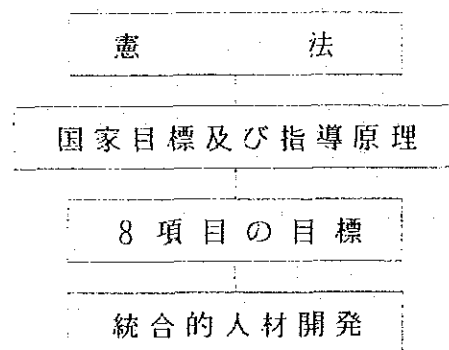 憲法
国家目標及び指導原理
8項目の目標
統合的人材開発